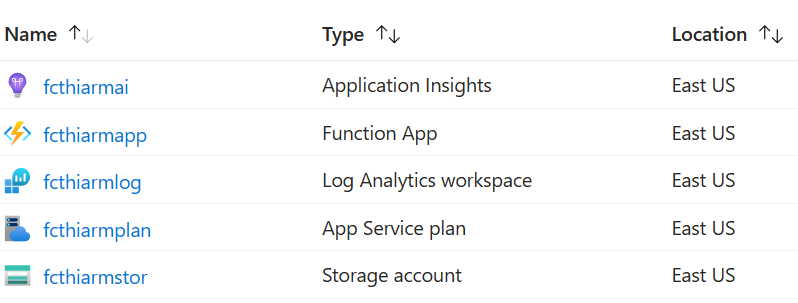 Name ↑↓ Type ↑↓ Location ↑↓
fcthiarmai Application Insights East US
fcthiarmapp Function App East US
fcthiarmlog Log Analytics workspace East US
fcthiarmplan App Service plan East US
fcthiarmstor Storage account East US